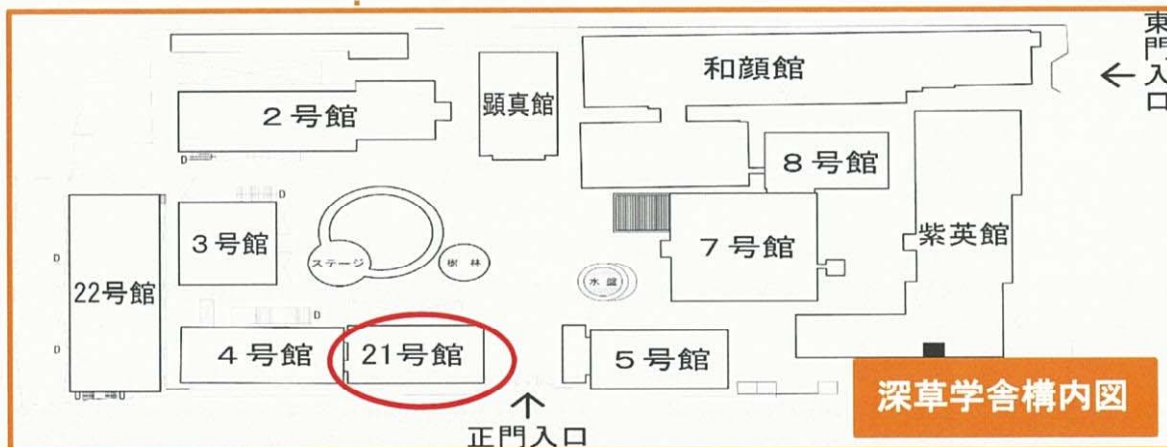 東門入口
←
和顔館
2号館
顕真館
D
8号館
D
3号館
ステージ
樹林
7号館
紫英館
D
22号館
水盤
D
4号館
21号館
5号館
D
深草学舎構内図
↑
正門入口